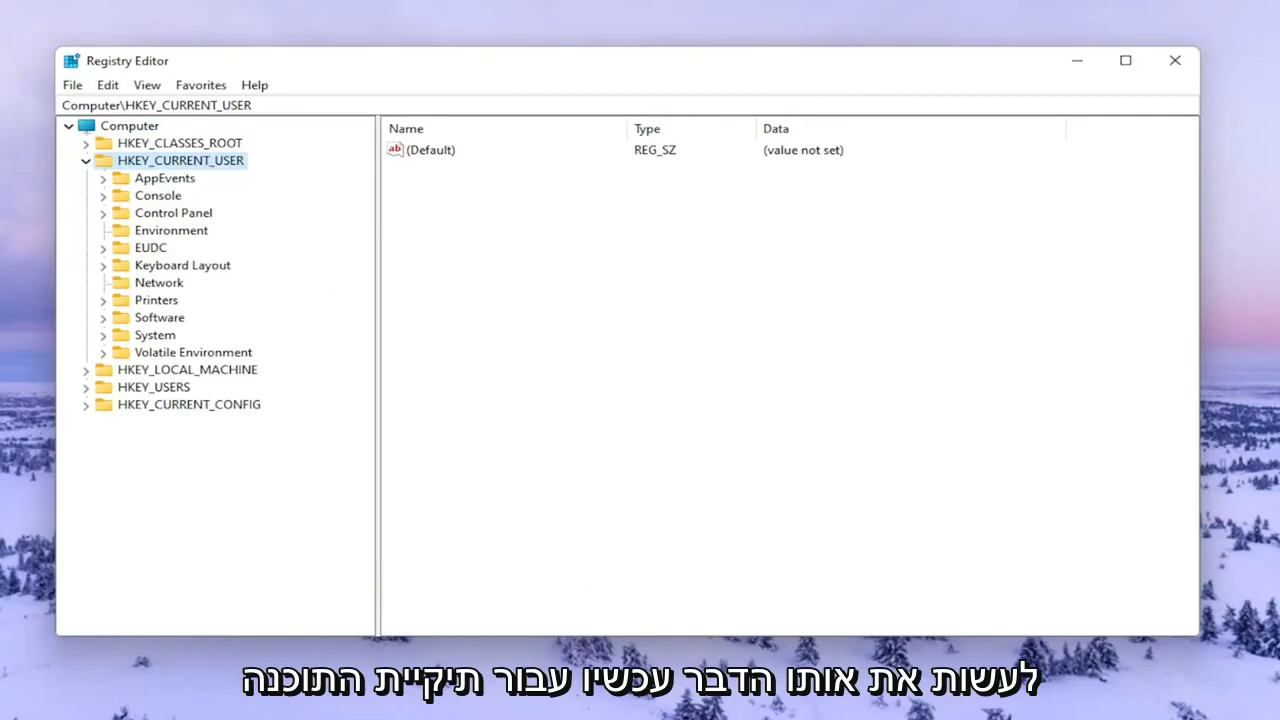 Registry Editor
File Edit View Favorites Help
Computer\HKEY_CURRENT_USER
Computer
HKEY_CLASSES_ROOT
HKEY_CURRENT_USER
AppEvents
Console
Control Panel
Environment
EUDC
Keyboard Layout
Network
Printers
Software
System
Volatile Environment
HKEY_LOCAL_MACHINE
HKEY_USERS
HKEY_CURRENT_CONFIG
Name Type Data
ab (Default) REG_SZ (value not set)
לעשות את אותו הדבר עכשיו עבור תיקיית התוכנה